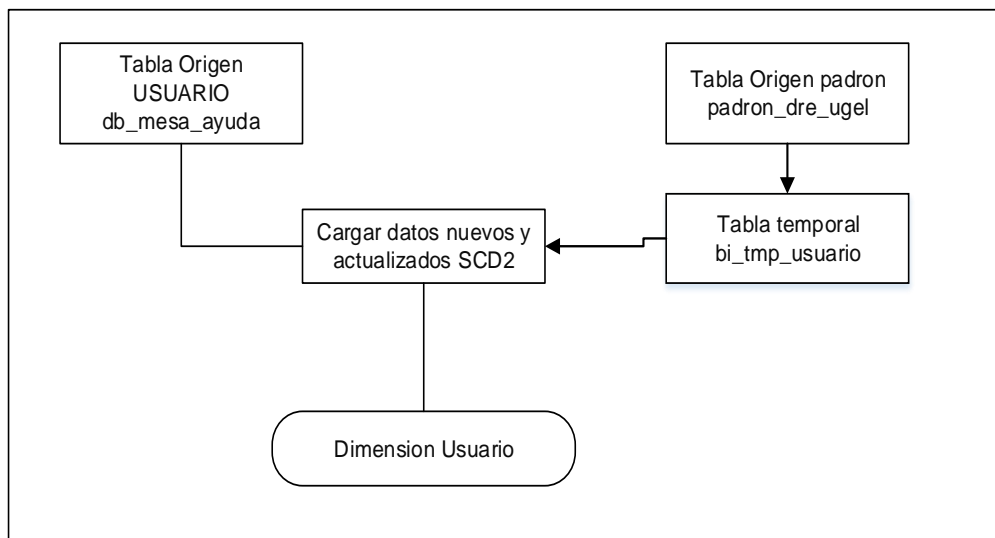 Tabla Origen
USUARIO
db_mesa_ayuda
Tabla Origen padron
padron_dre_ugel
Cargar datos nuevos y
actualizados SCD2
Tabla temporal
bi_tmp_usuario
Dimension Usuario